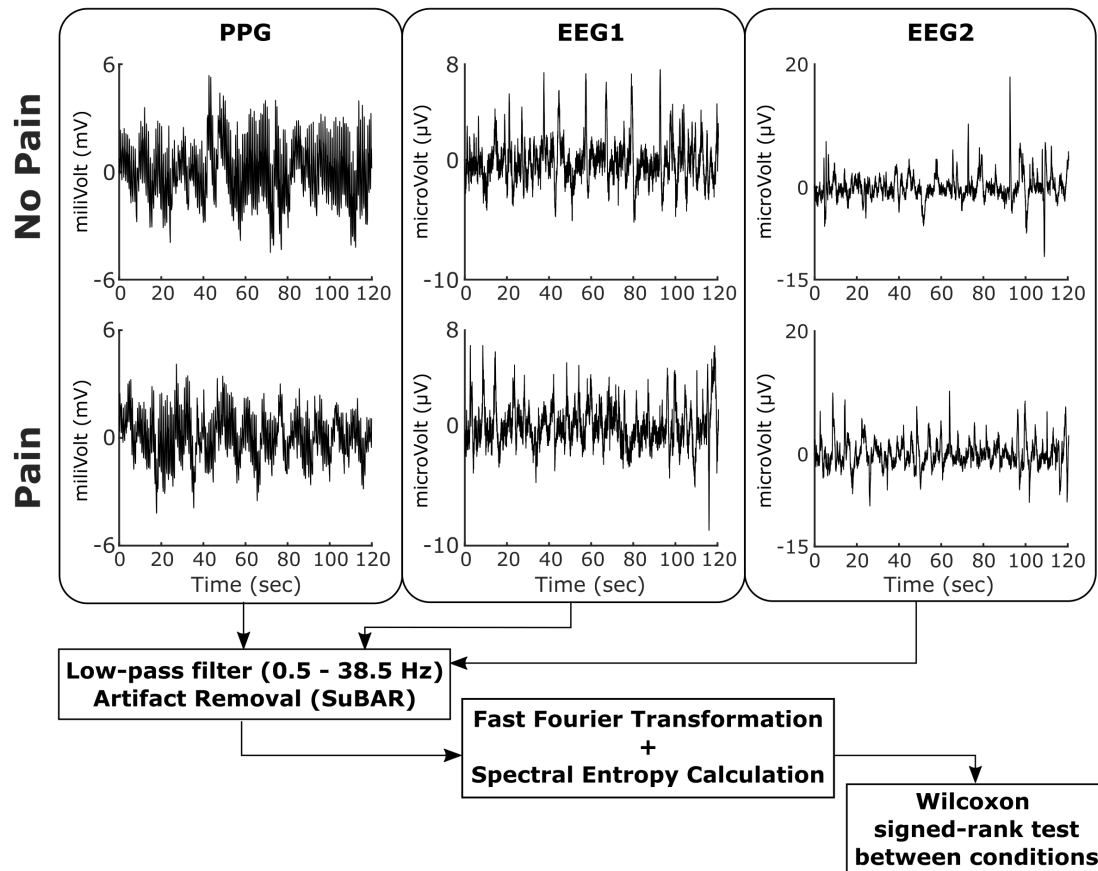 PPG
EEG1
EEG2
No Pain
miliVolt (mV)
6
0
-6
0 20 40 60 80 100 120
microVolt (µV)
8
0
-10
0 20 40 60 80 100 120
microVolt (µV)
20
0
-15
0 20 40 60 80 100 120
Pain
miliVolt (mV)
6
0
-6
0 20 40 60 80 100 120
Time (sec)
microVolt (µV)
8
0
-10
0 20 40 60 80 100 120
Time (sec)
microVolt (µV)
20
0
-15
0 20 40 60 80 100 120
Time (sec)
Low-pass filter (0.5 - 38.5 Hz)
Artifact Removal (SuBAR)
Fast Fourier Transformation
+
Spectral Entropy Calculation
Wilcoxon
signed-rank test
between conditions